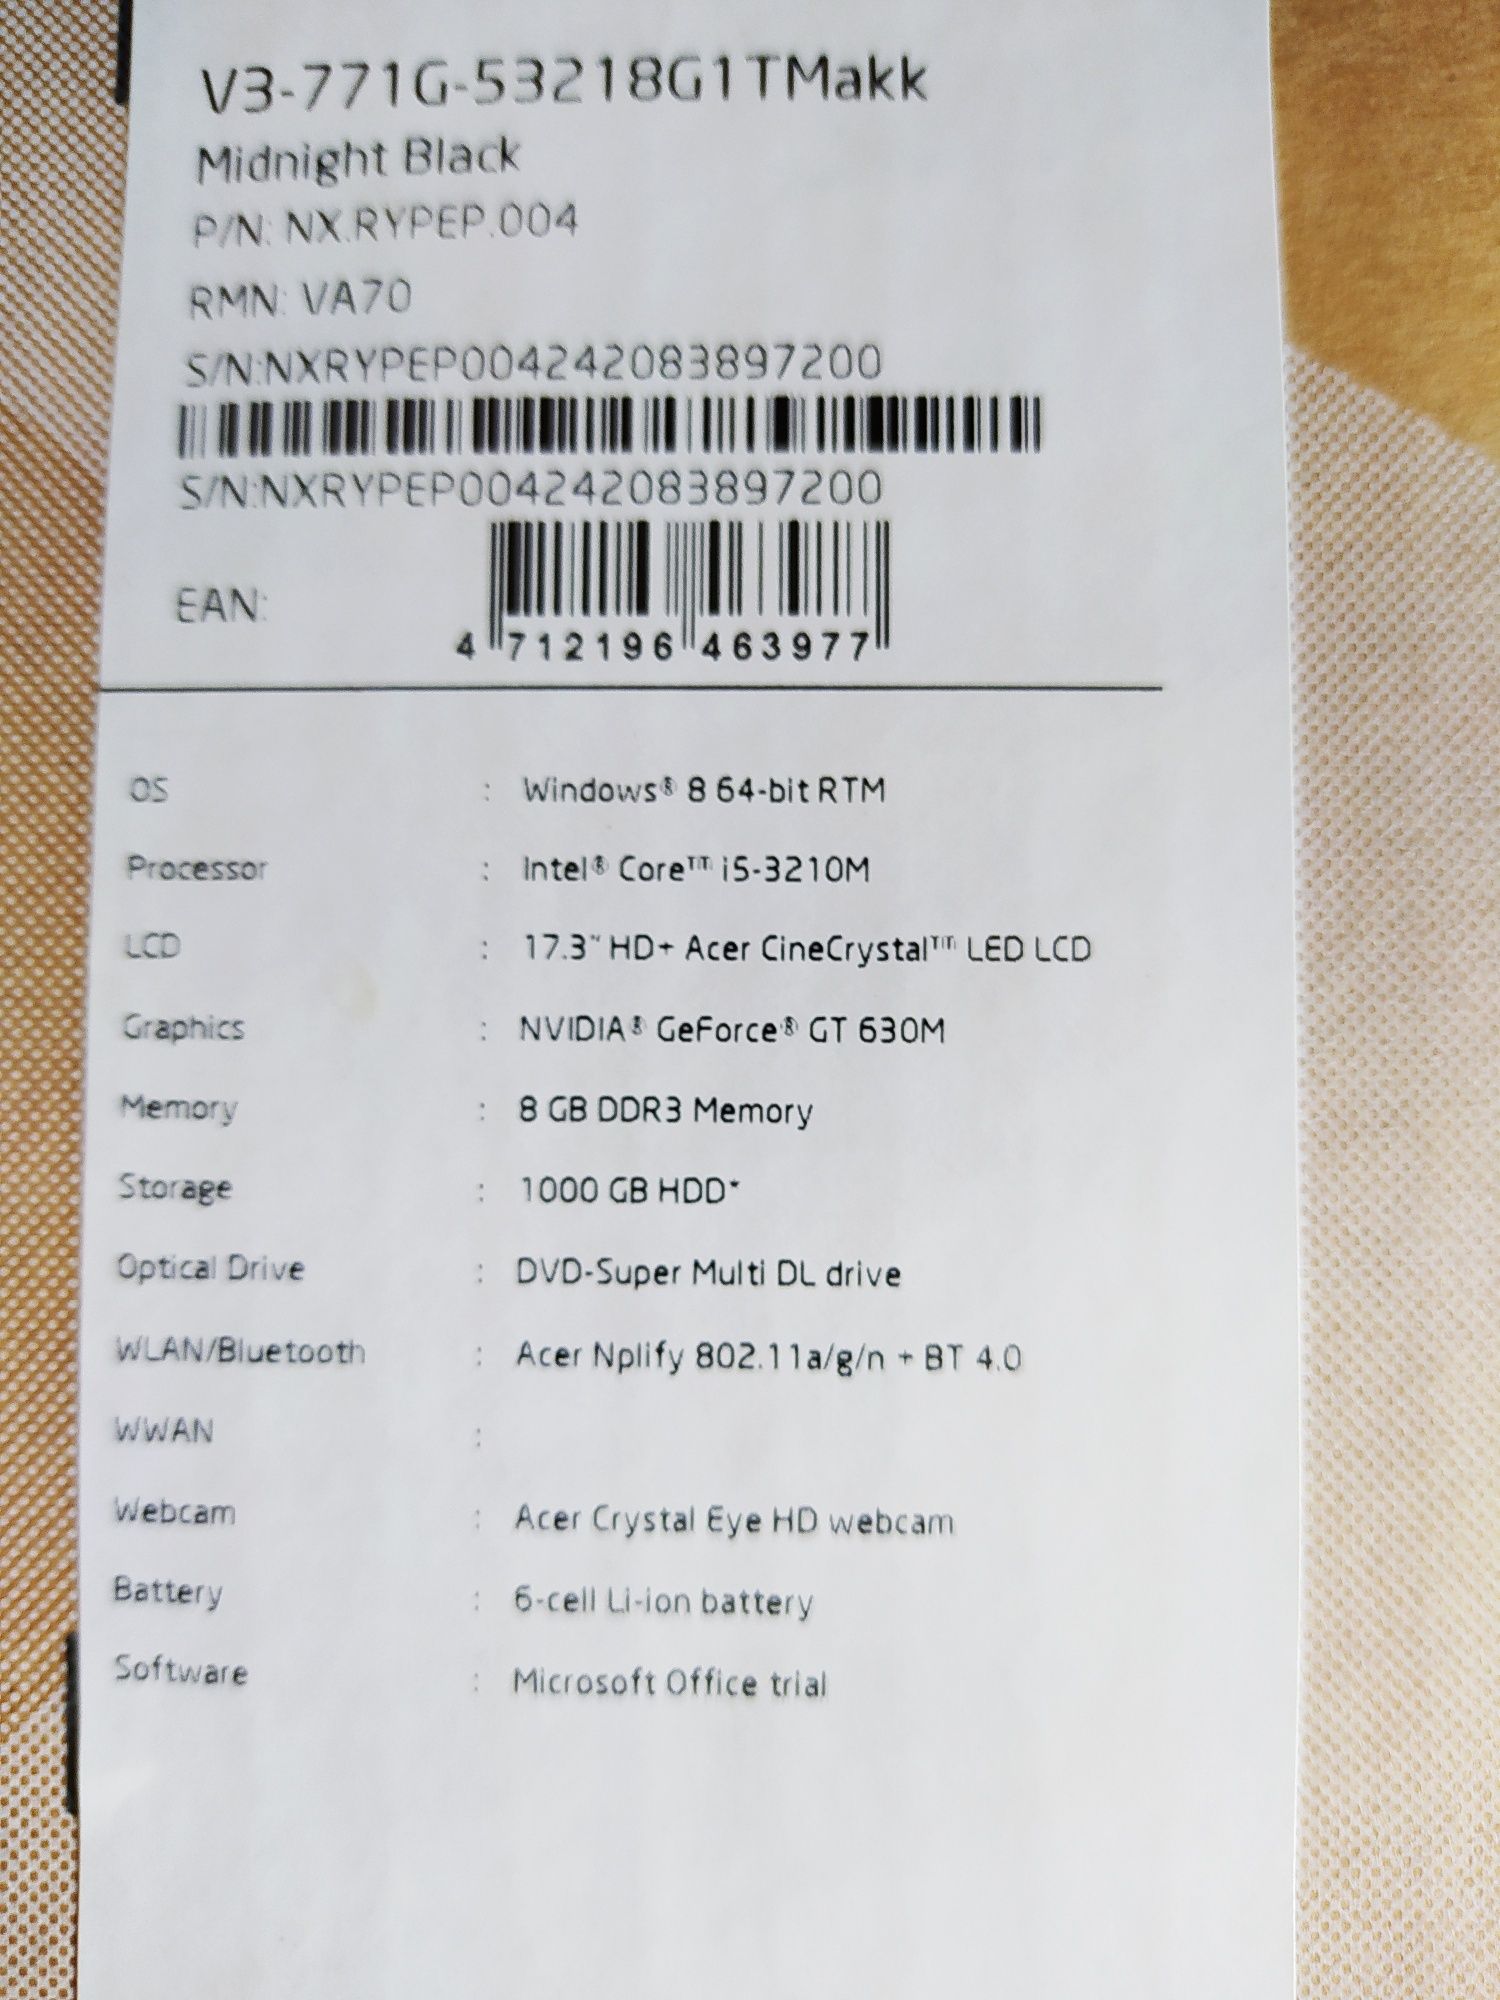 V3-771G-53218G1TMakk
Midnight Black
P/N: NX.RYPEP.004
RMN: VA70
S/N:NXRYPEP004242083897200
S/N:NXRYPEP004242083897200
EAN:
4 712196 463977
OS : Windows® 8 64-bit RTM
Processor : Intel® Core™ i5-3210M
LCD : 17.3" HD+ Acer CineCrystal™ LED LCD
Graphics : NVIDIA® GeForce® GT 630M
Memory : 8 GB DDR3 Memory
Storage : 1000 GB HDD*
Optical Drive : DVD-Super Multi DL drive
WLAN/Bluetooth : Acer Nplify 802.11a/g/n + BT 4.0
WWAN :
Webcam : Acer Crystal Eye HD webcam
Battery : 6-cell Li-ion battery
Software : Microsoft Office trial